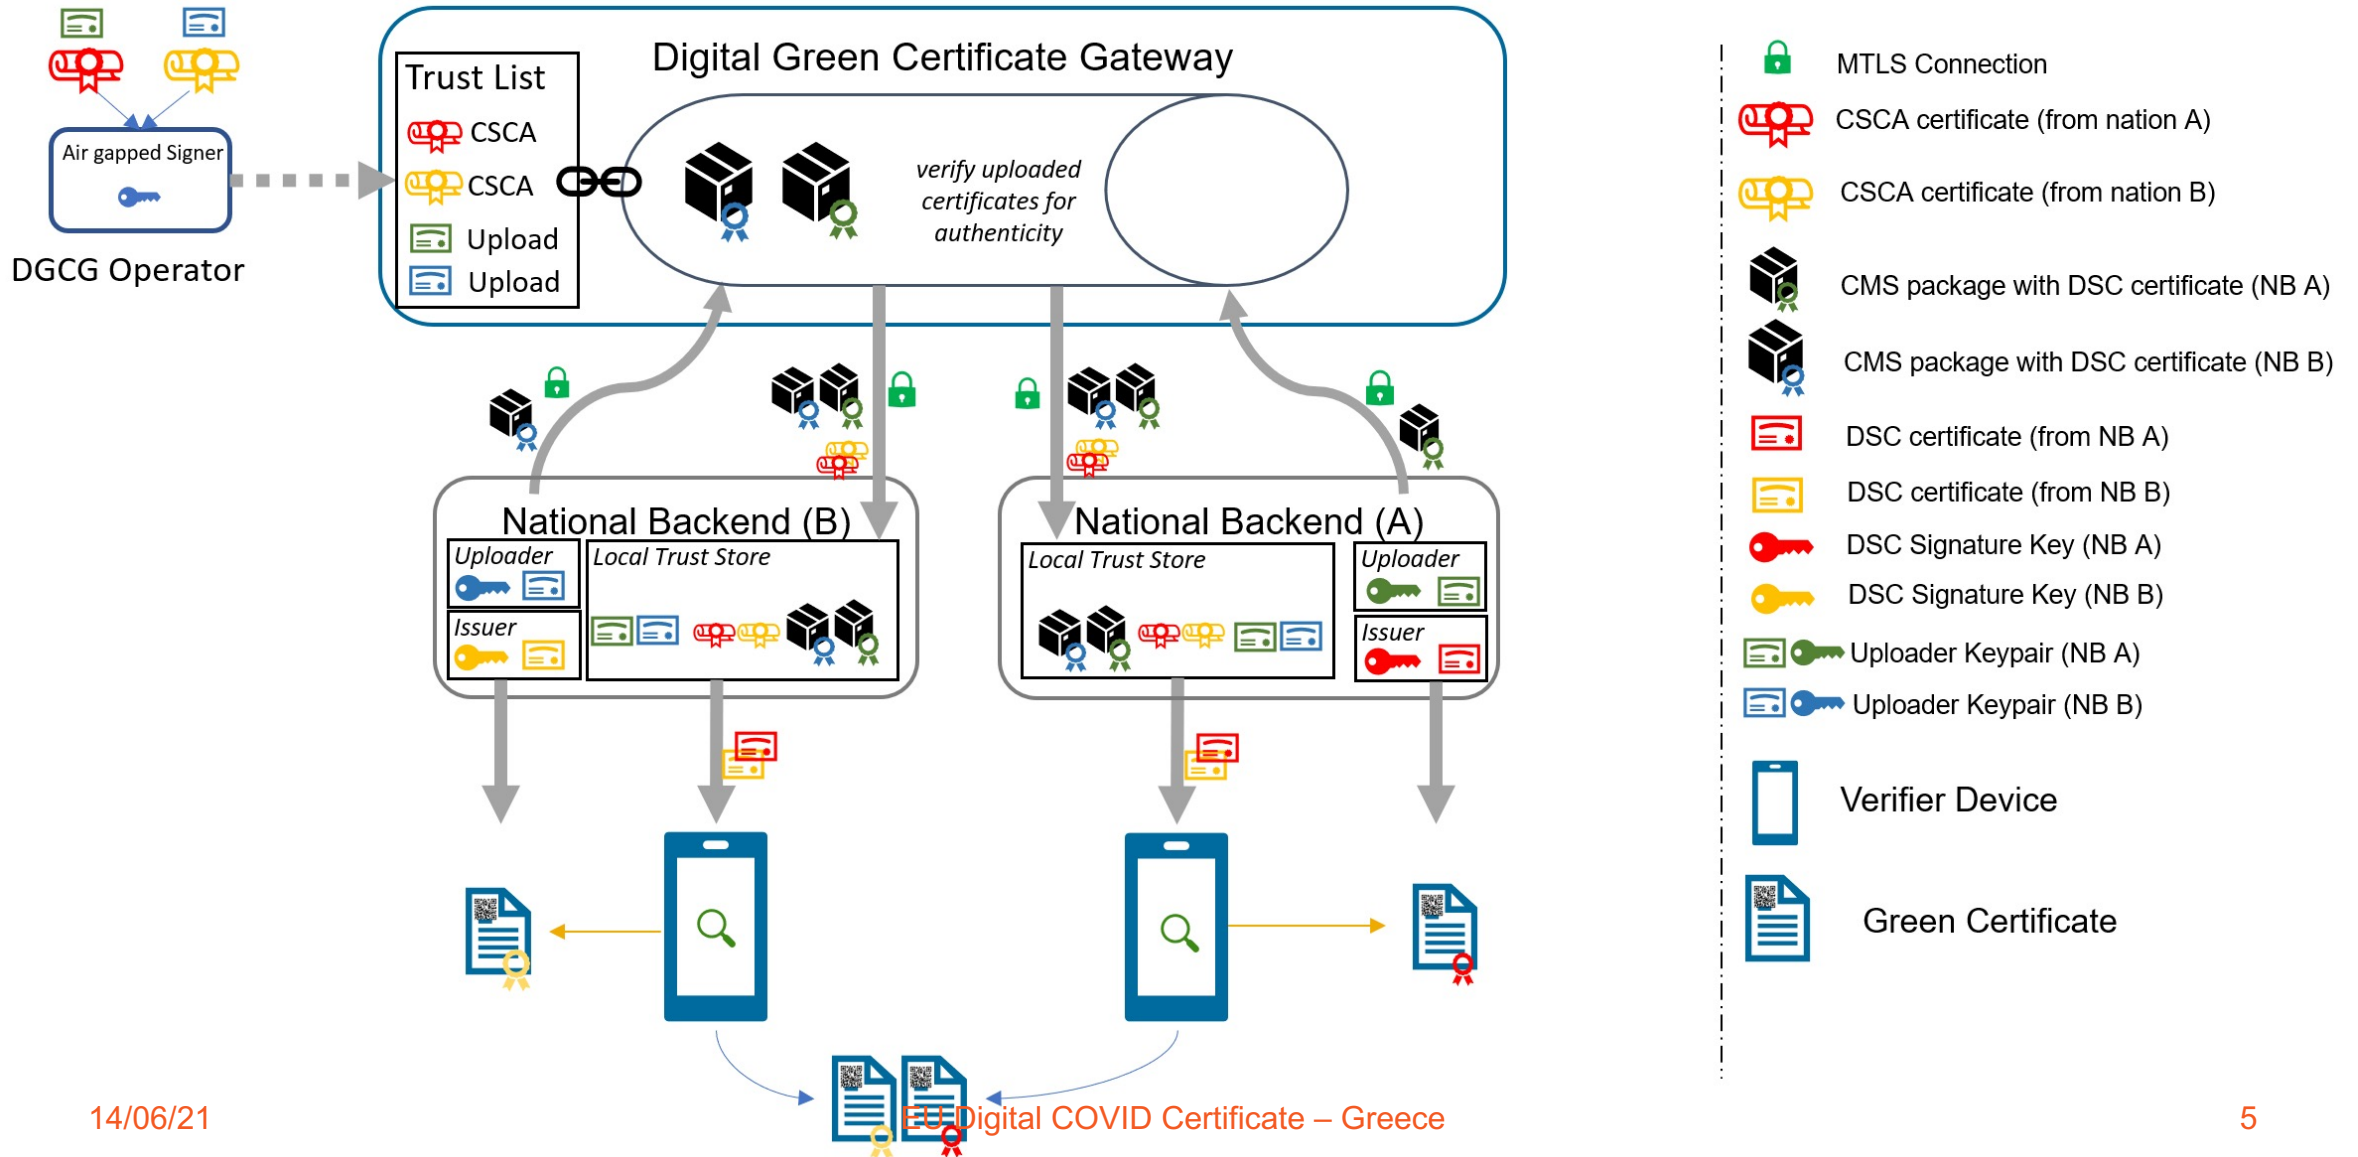 Digital Green Certificate Gateway
Trust List
CSCA
CSCA
Upload
Upload
Air gapped Signer
DGCG Operator
verify uploaded
certificates for
authenticity
National Backend (B)
Uploader
Issuer
Local Trust Store
National Backend (A)
Local Trust Store
Uploader
Issuer
MTLS Connection
CSCA certificate (from nation A)
CSCA certificate (from nation B)
CMS package with DSC certificate (NB A)
CMS package with DSC certificate (NB B)
DSC certificate (from NB A)
DSC certificate (from NB B)
DSC Signature Key (NB A)
DSC Signature Key (NB B)
Uploader Keypair (NB A)
Uploader Keypair (NB B)
Verifier Device
Green Certificate
14/06/21
EU Digital COVID Certificate – Greece
5